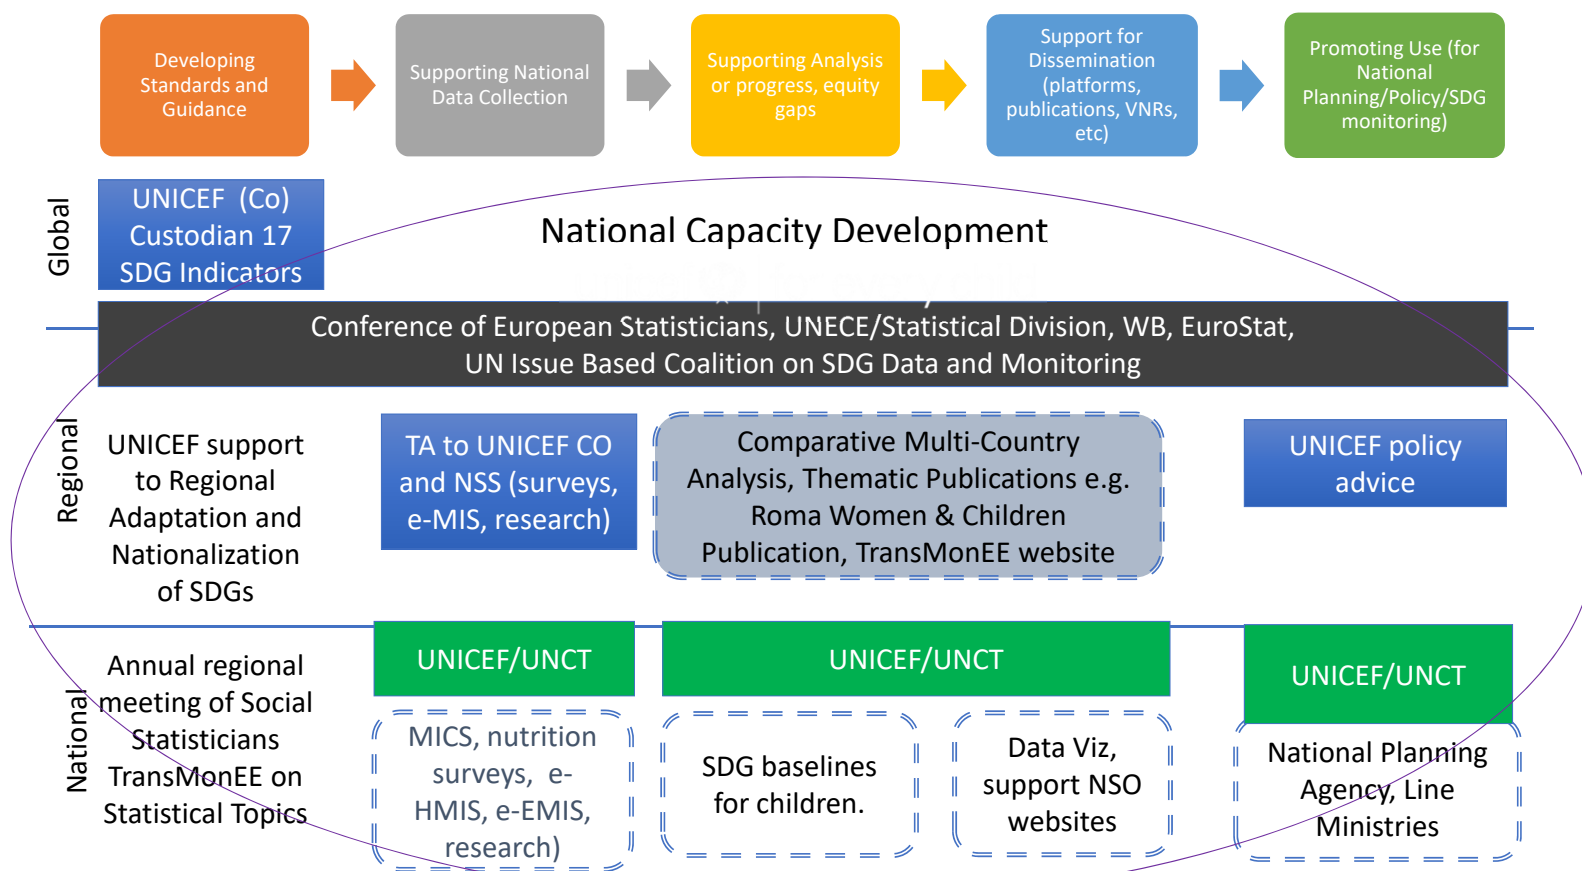 Developing
Standards and
Guidance
Supporting National
Data Collection
Supporting Analysis
or progress, equity
gaps
Support for
Dissemination
(platforms,
publications, VNRs,
etc)
Promoting Use (for
National
Planning/Policy/SDG
monitoring)
Global
UNICEF (Co)
Custodian 17
SDG Indicators
National Capacity Development
Conference of European Statisticians, UNECE/Statistical Division, WB, EuroStat,
UN Issue Based Coalition on SDG Data and Monitoring
Regional
UNICEF support
to Regional
Adaptation and
Nationalization
of SDGs
TA to UNICEF CO
and NSS (surveys,
e-MIS, research)
Comparative Multi-Country
Analysis, Thematic Publications e.g.
Roma Women & Children
Publication, TransMonEE website
UNICEF policy
advice
National
Annual regional
meeting of Social
Statisticians
TransMonEE on
Statistical Topics
UNICEF/UNCT
MICS, nutrition
surveys, e-
HMIS, e-EMIS,
research)
UNICEF/UNCT
SDG baselines
for children.
Data Viz,
support NSO
websites
UNICEF/UNCT
National Planning
Agency, Line
Ministries